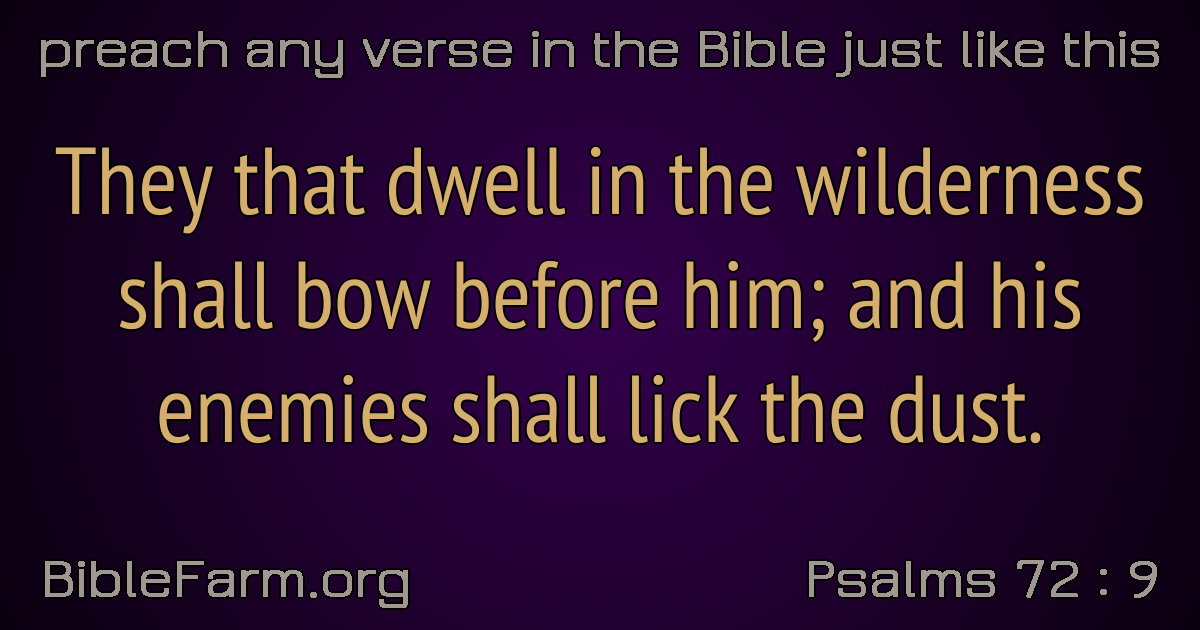 preach any verse in the Bible just like this
They that dwell in the wilderness
shall bow before him; and his
enemies shall lick the dust.
BibleFarm.org
Psalms 72 : 9